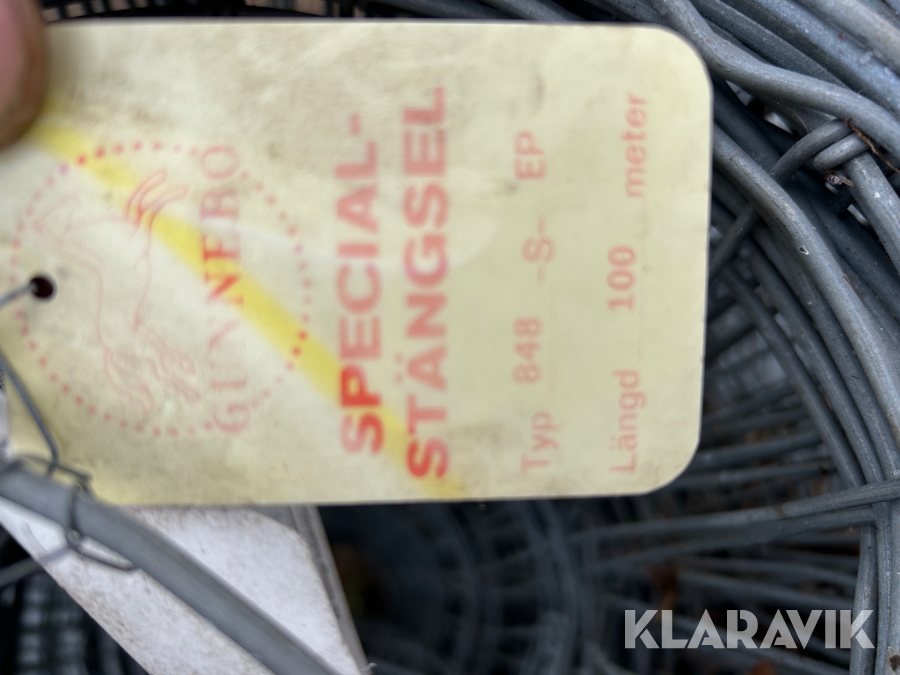 GUNNEBO
SPECIAL-
STÄNGSEL
Typ 848 -S- EP
Längd 100 meter
KLARAVIK